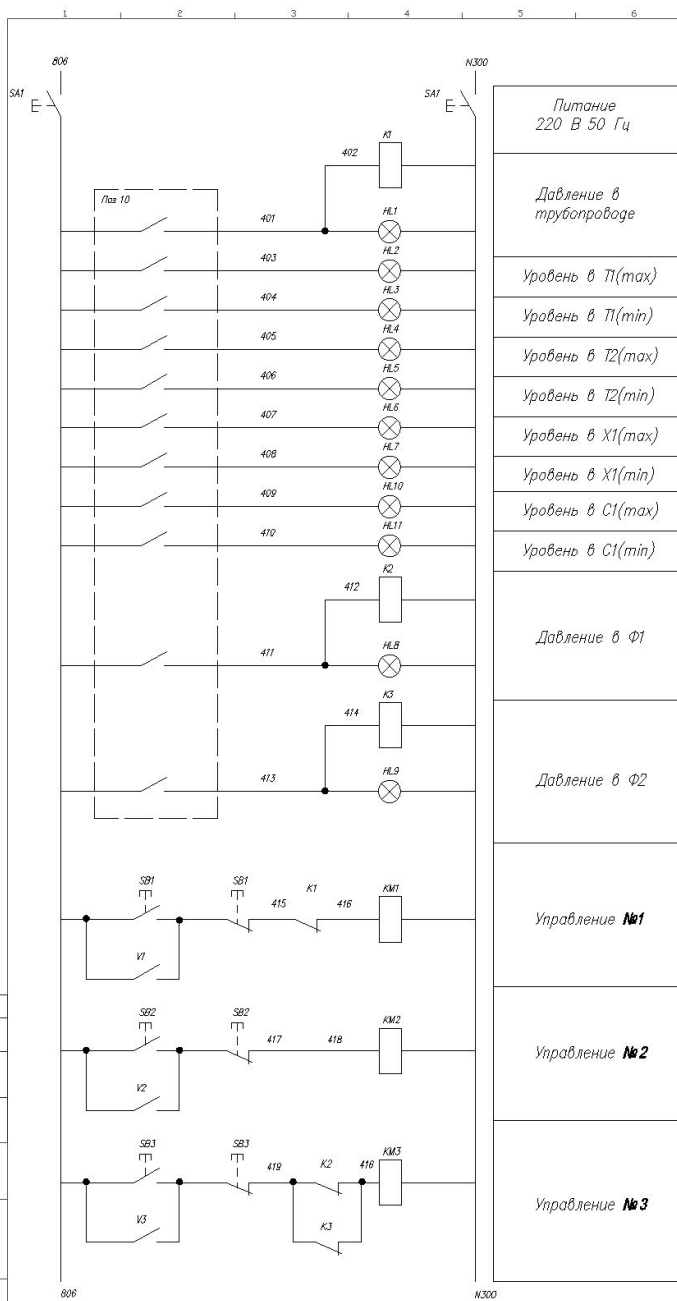 1 2 3 4 5 6
806 N300
SA1 SA1
Питание
220 В 50 Гц
K1
402
Поз 10
401
HL1
Давление в
трубопроводе
403 HL2 Уровень в T1(max)
404 HL3 Уровень в T1(min)
405 HL4 Уровень в T2(max)
406 HL5 Уровень в T2(min)
407 HL6 Уровень в X1(max)
408 HL7 Уровень в X1(min)
409 HL10 Уровень в C1(max)
410 HL11 Уровень в C1(min)
K2
412
411 HL8
Давление в Ф1
K3
414
413 HL9
Давление в Ф2
SB1 SB1 415 K1 416 KM1
V1
Управление №1
SB2 SB2 417 418 KM2
V2
Управление №2
SB3 SB3 419 K2 416 KM3
V3 K3
Управление №3
806 N300